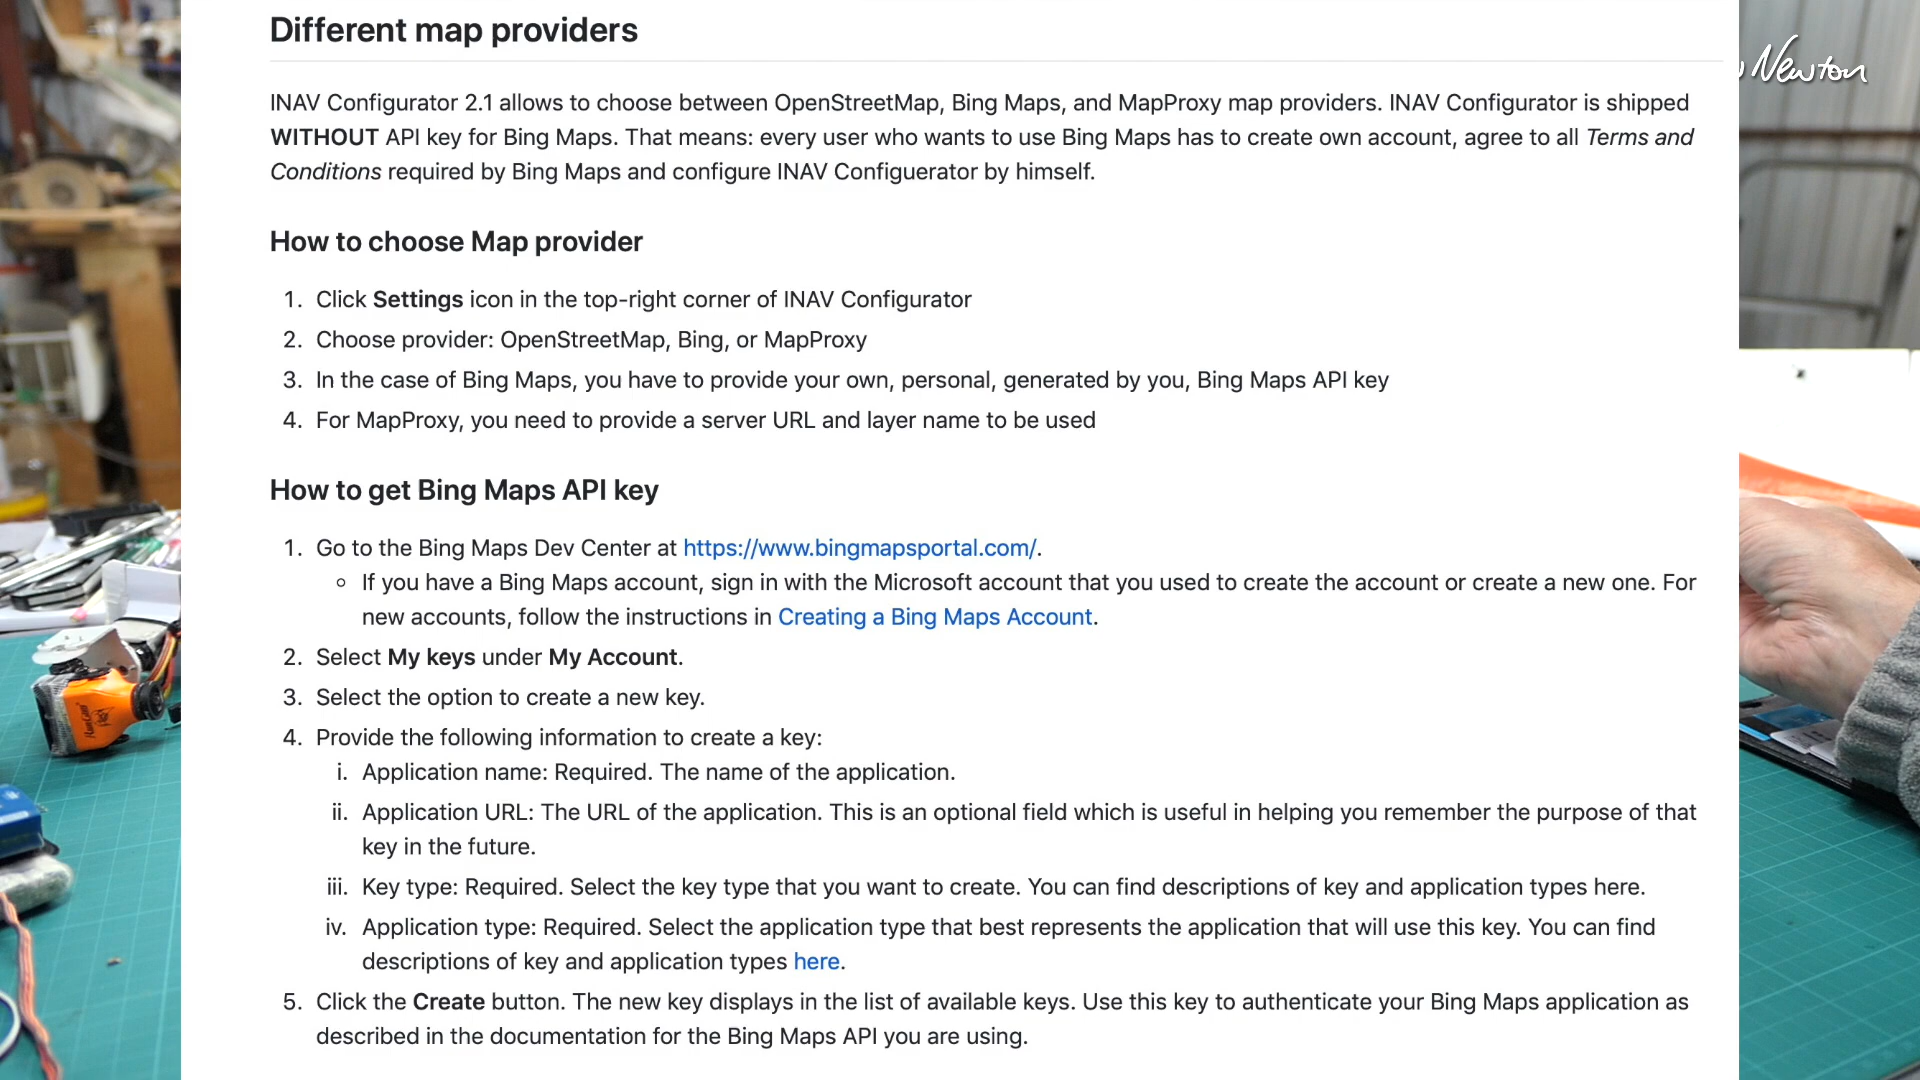 Different map providers
Newton
INAV Configurator 2.1 allows to choose between OpenStreetMap, Bing Maps, and MapProxy map providers. INAV Configurator is shipped
WITHOUT API key for Bing Maps. That means: every user who wants to use Bing Maps has to create own account, agree to all Terms and
Conditions required by Bing Maps and configure INAV Configuerator by himself.
How to choose Map provider
1. Click Settings icon in the top-right corner of INAV Configurator
2. Choose provider: OpenStreetMap, Bing, or MapProxy
3. In the case of Bing Maps, you have to provide your own, personal, generated by you, Bing Maps API key
4. For MapProxy, you need to provide a server URL and layer name to be used
How to get Bing Maps API key
1. Go to the Bing Maps Dev Center at https://www.bingmapsportal.com/.
If you have a Bing Maps account, sign in with the Microsoft account that you used to create the account or create a new one. For
new accounts, follow the instructions in Creating a Bing Maps Account.
2. Select My keys under My Account.
3. Select the option to create a new key.
4. Provide the following information to create a key:
i. Application name: Required. The name of the application.
ii. Application URL: The URL of the application. This is an optional field which is useful in helping you remember the purpose of that
key in the future.
iii. Key type: Required. Select the key type that you want to create. You can find descriptions of key and application types here.
iv. Application type: Required. Select the application type that best represents the application that will use this key. You can find
descriptions of key and application types here.
5. Click the Create button. The new key displays in the list of available keys. Use this key to authenticate your Bing Maps application as
described in the documentation for the Bing Maps API you are using.